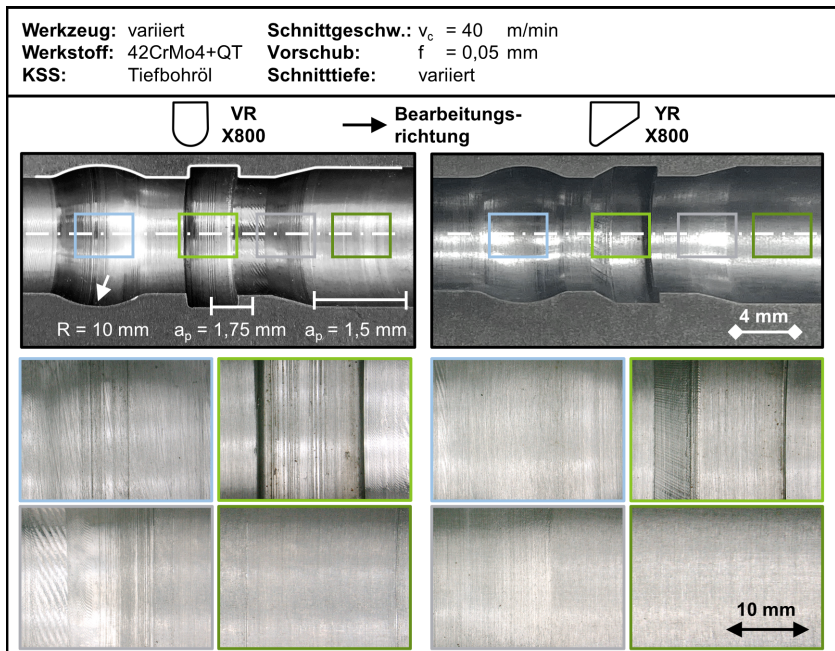 Werkzeug: variiert Schnittgeschw.: vc = 40 m/min
Werkstoff: 42CrMo4+QT Vorschub: f = 0,05 mm
KSS: Tiefbohröl Schnitttiefe: variiert
VR
X800
Bearbeitungs-
richtung
YR
X800
R = 10 mm ap = 1,75 mm ap = 1,5 mm
4 mm
10 mm